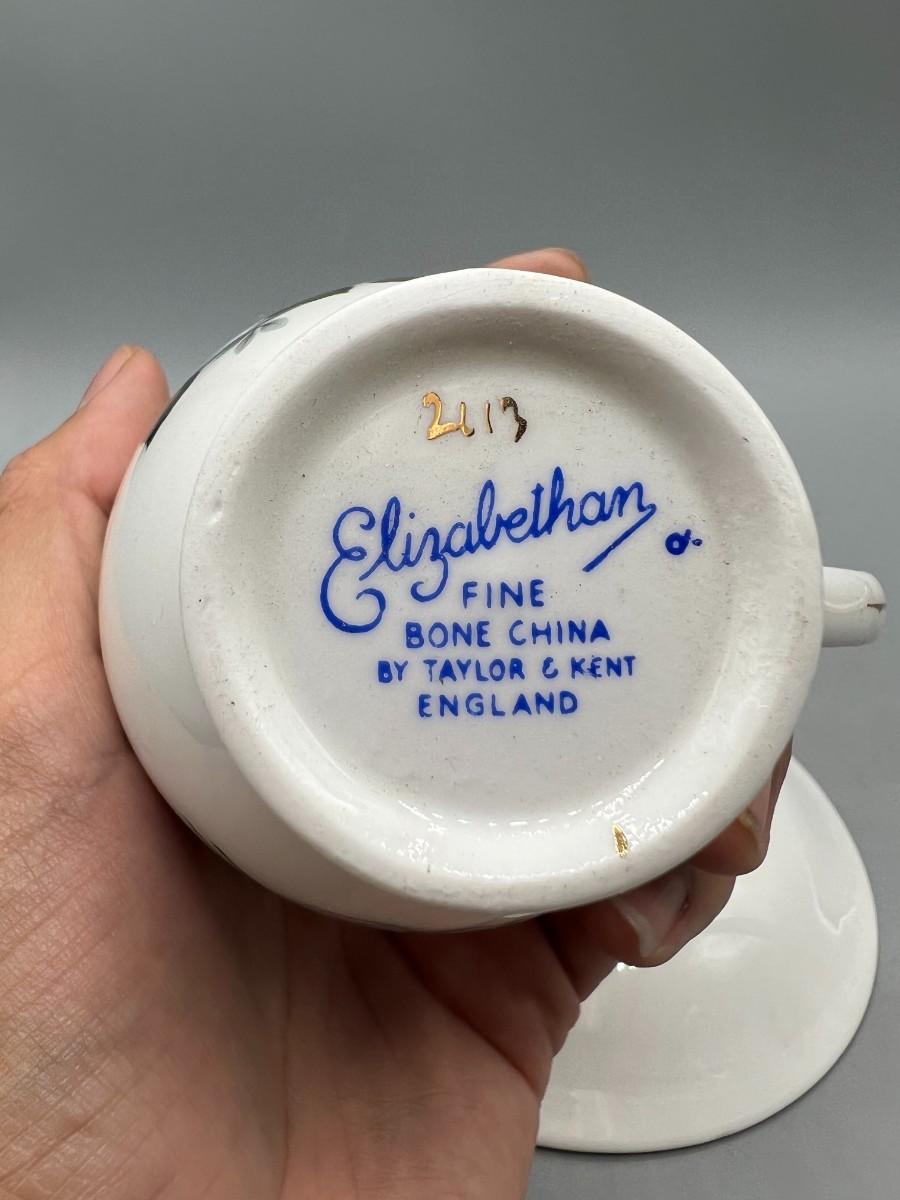 2113
Elizabethan
FINE
BONE CHINA
BY TAYLOR & KENT
ENGLAND